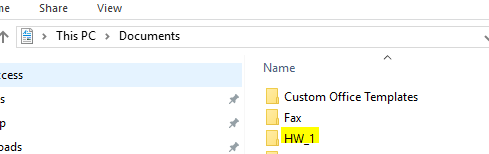 Share
View
This PC > Documents
ccess
Name
Custom Office Templates
Fax
HW_1
p
oads